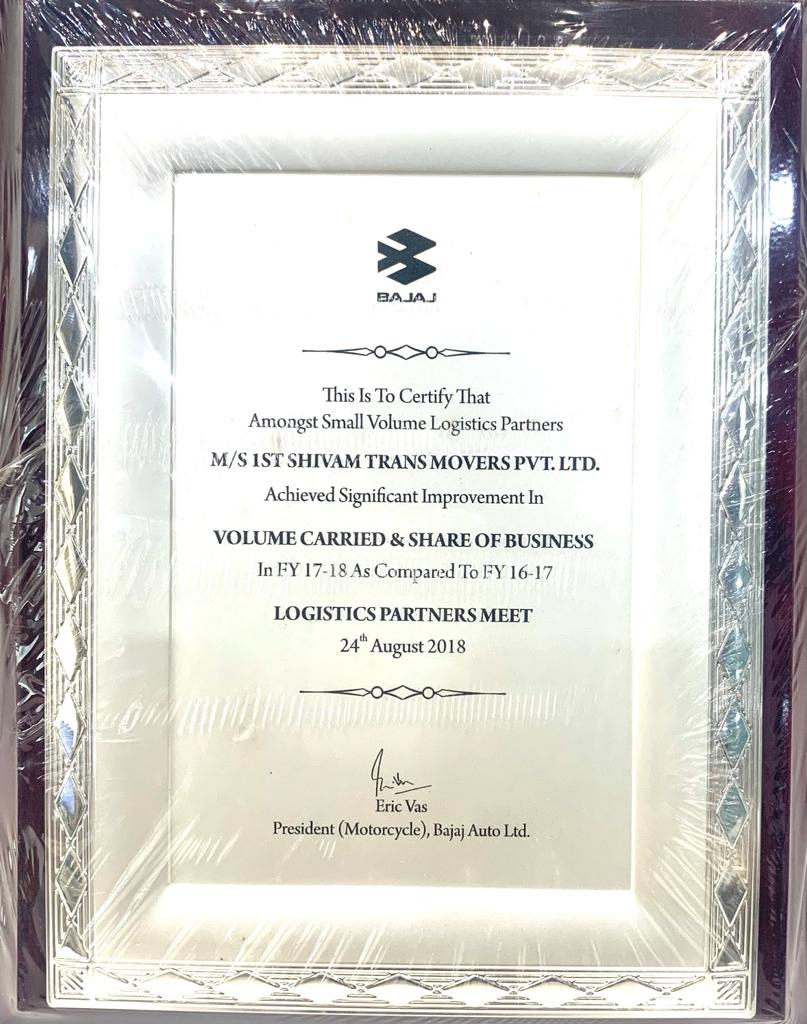 BAJAJ
This Is To Certify That
Amongst Small Volume Logistics Partners
M/S 1ST SHIVAM TRANS MOVERS PVT. LTD.
Achieved Significant Improvement In
VOLUME CARRIED & SHARE OF BUSINESS
In FY 17-18 As Compared To FY 16-17
LOGISTICS PARTNERS MEET
24th August 2018
Eric Vas
President (Motorcycle), Bajaj Auto Ltd.